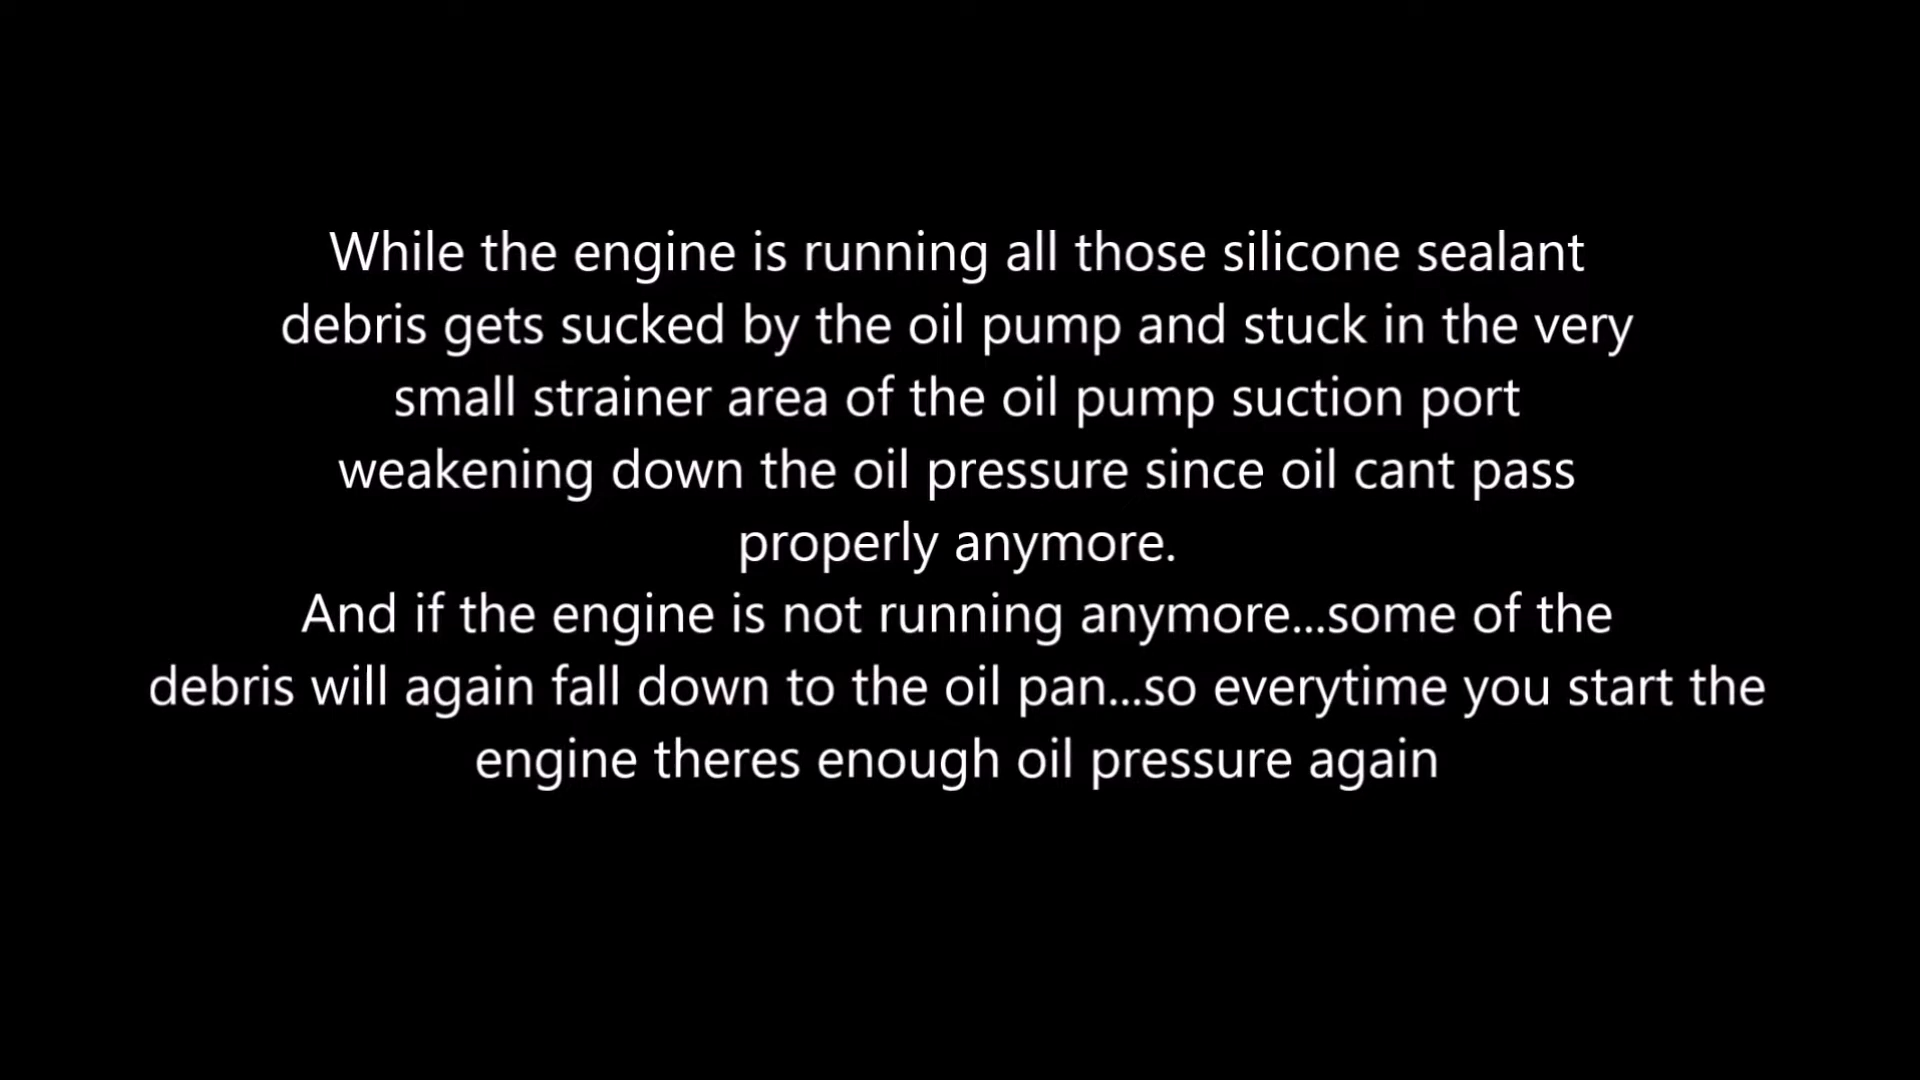 While the engine is running all those silicone sealant
debris gets sucked by the oil pump and stuck in the very
small strainer area of the oil pump suction port
weakening down the oil pressure since oil cant pass
properly anymore.
And if the engine is not running anymore...some of the
debris will again fall down to the oil pan...so everytime you start the
engine theres enough oil pressure again